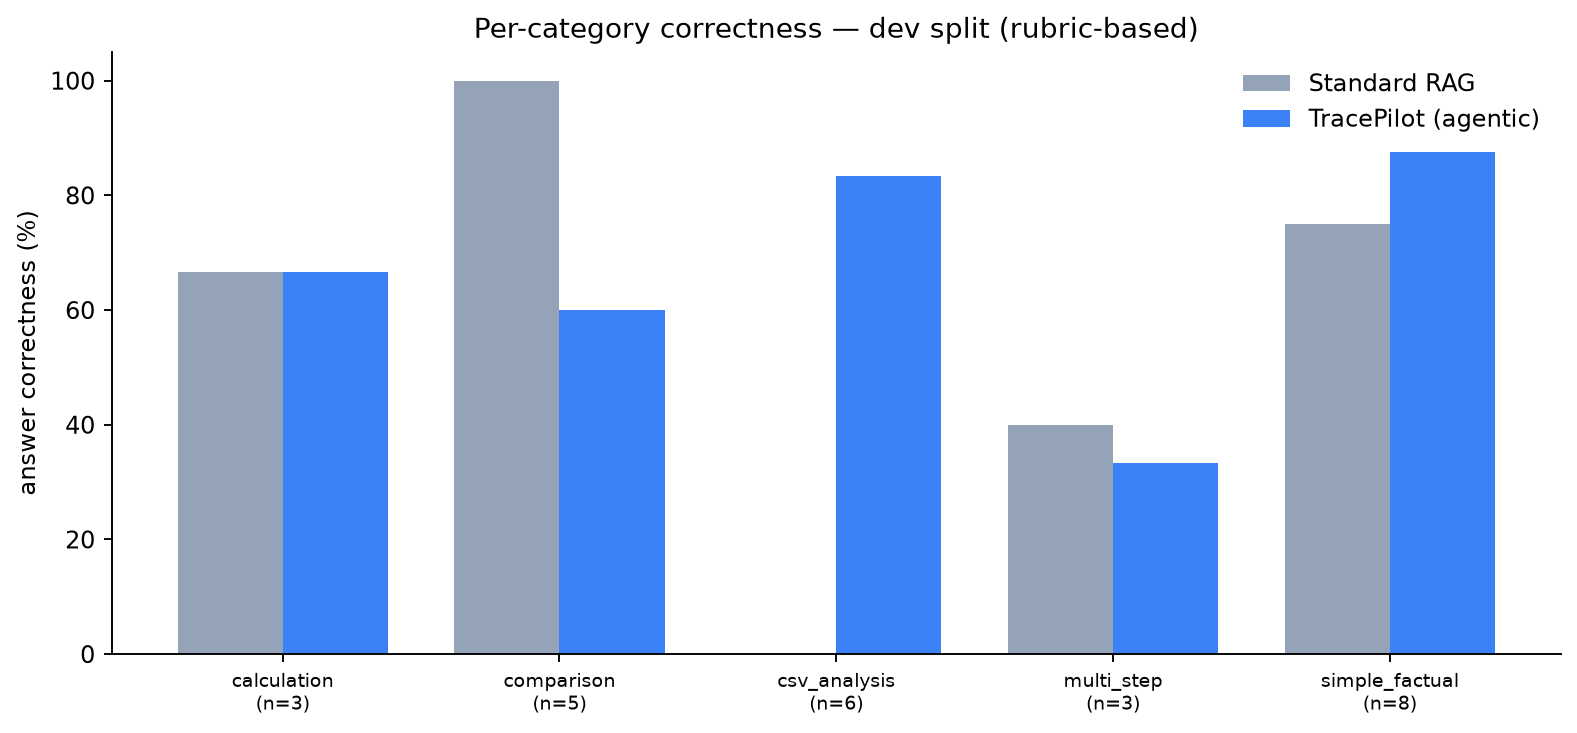 Per-category correctness — dev split (rubric-based)
Standard RAG
TracePilot (agentic)
answer correctness (%)
100
80
60
40
20
0
calculation
(n=3)
comparison
(n=5)
csv_analysis
(n=6)
multi_step
(n=3)
simple_factual
(n=8)